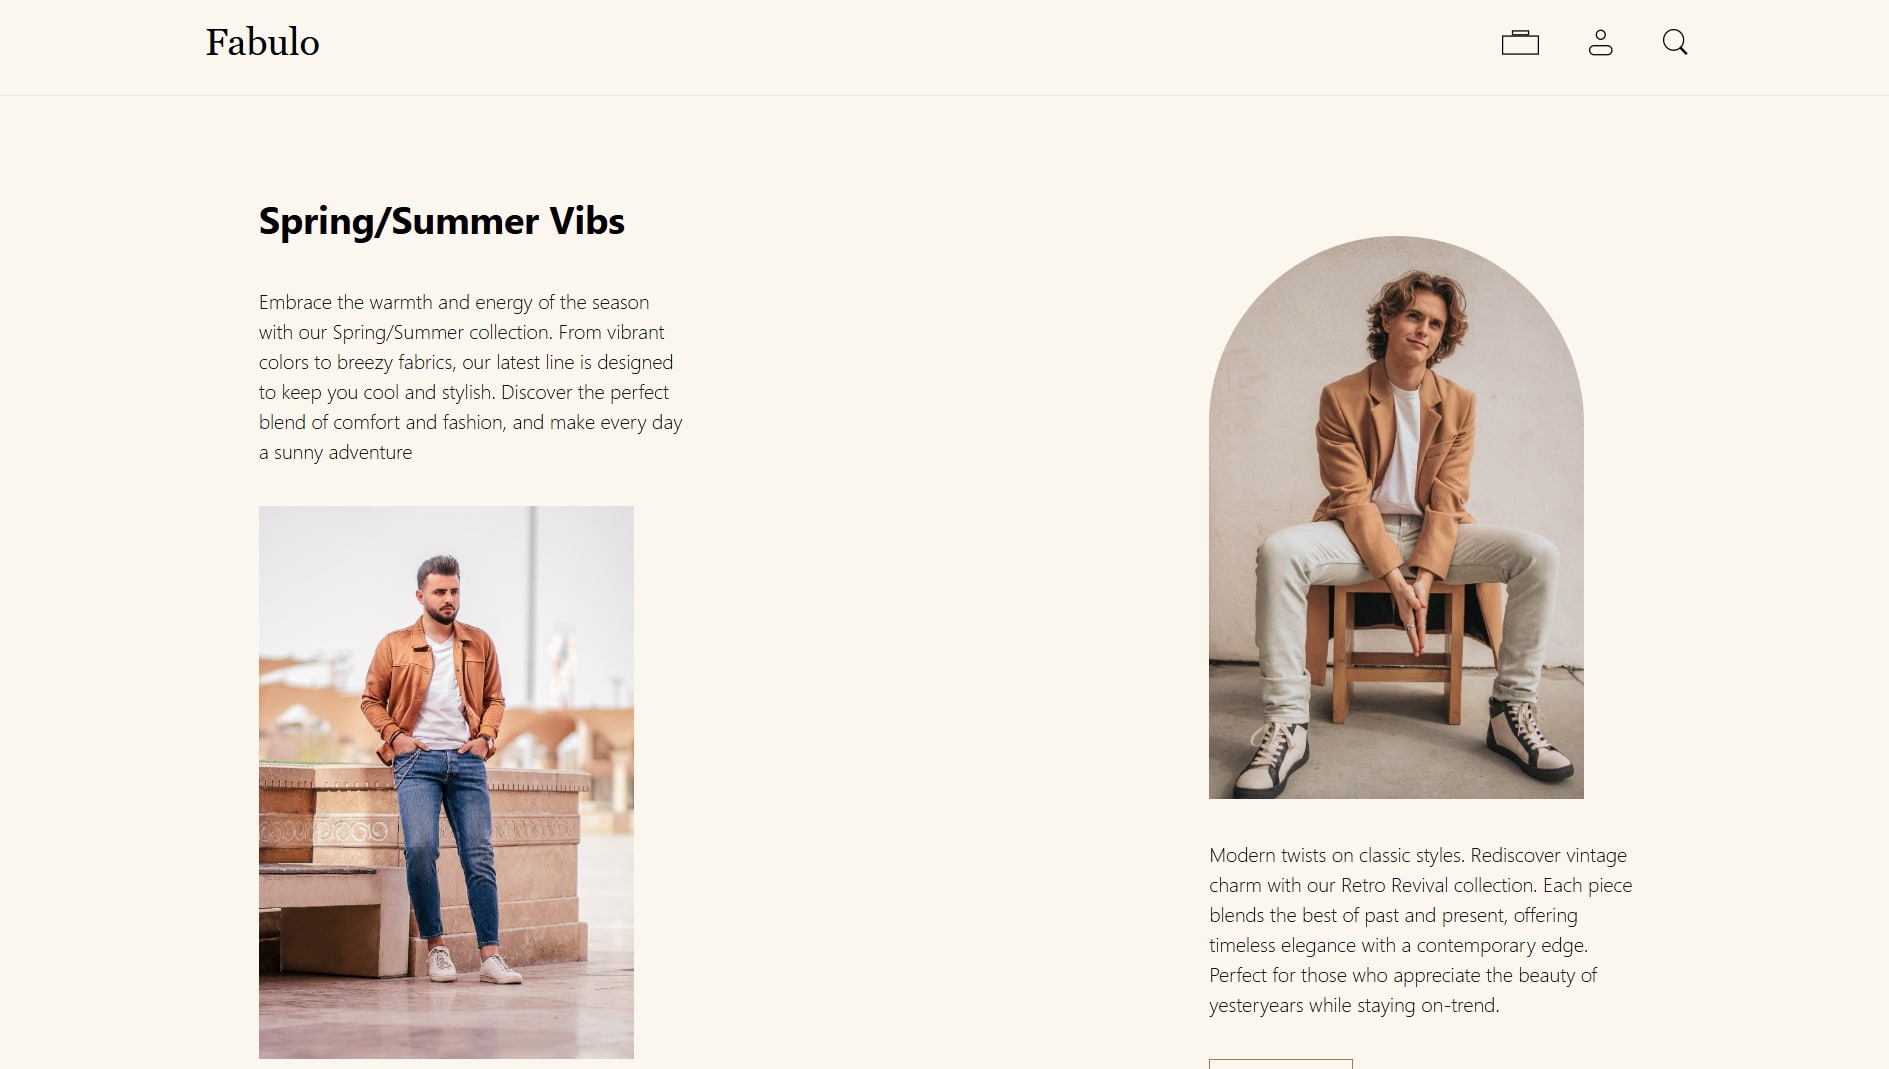 Fabulo
Spring/Summer Vibs
Embrace the warmth and energy of the season
with our Spring/Summer collection. From vibrant
colors to breezy fabrics, our latest line is designed
to keep you cool and stylish. Discover the perfect
blend of comfort and fashion, and make every day
a sunny adventure
Modern twists on classic styles. Rediscover vintage
charm with our Retro Revival collection. Each piece
blends the best of past and present, offering
timeless elegance with a contemporary edge.
Perfect for those who appreciate the beauty of
yesteryears while staying on-trend.